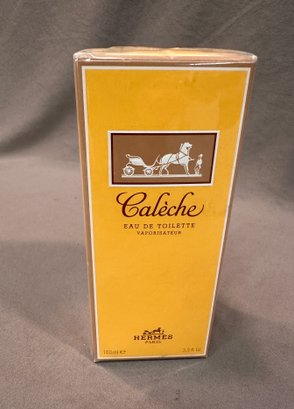 Calèche
EAU DE TOILETTE
VAPORISATEUR
HERMÈS
PARIS
100ml e 3,3 fl oz